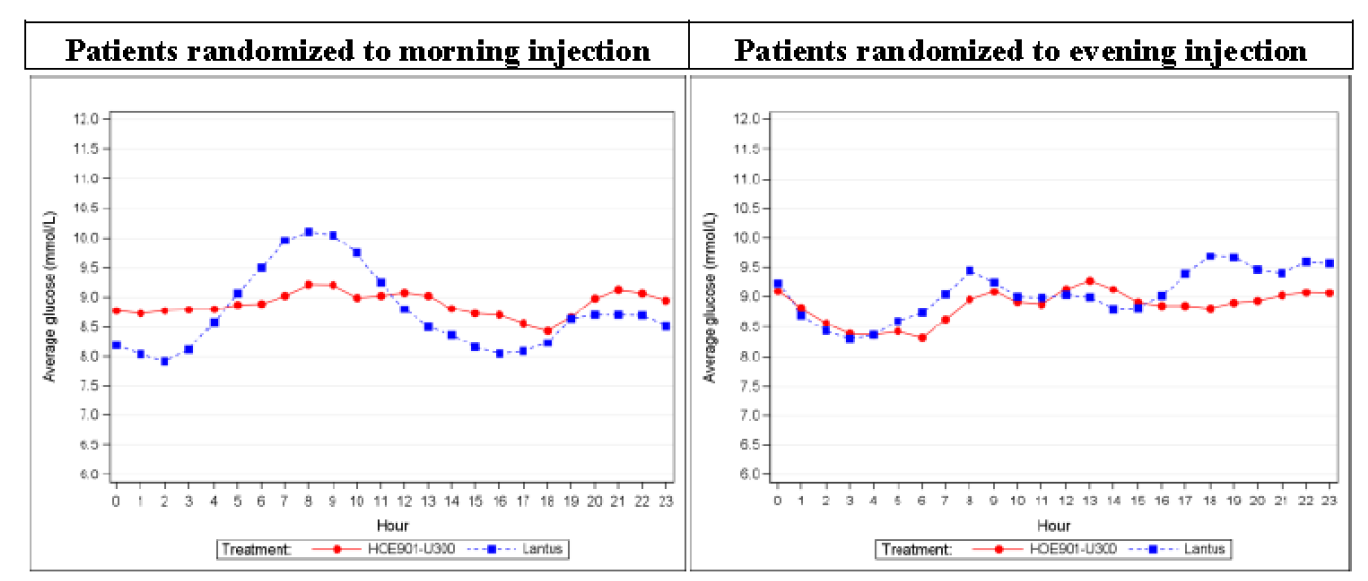 Patients randomized to morning injection
Patients randomized to evening injection
12.0
11.5
11.0
10.5
10.0
9.5
9.0
8.5
8.0
7.5
7.0
6.5
6.0
Average glucose (mmol/L)
0 1 2 3 4 5 6 7 8 9 10 11 12 13 14 15 16 17 18 19 20 21 22 23
Hour
Treatment: HOE901-U300 Lantus
12.0
11.5
11.0
10.5
10.0
9.5
9.0
8.5
8.0
7.5
7.0
6.5
6.0
Average glucose (mmol/L)
0 1 2 3 4 5 6 7 8 9 10 11 12 13 14 15 16 17 18 19 20 21 22 23
Hour
Treatment: HOE901-U300 Lantus